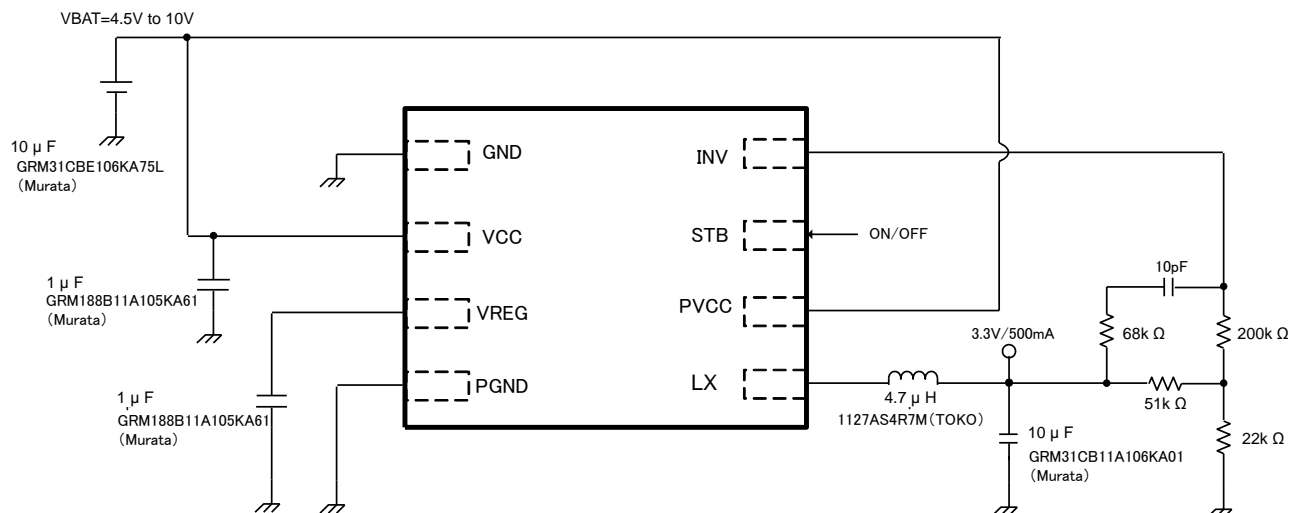 VBAT=4.5V to 10V
10 μ F
GRM31CBE106KA75L
(Murata)
1 μ F
GRM188B11A105KA61
(Murata)
1 μ F
GRM188B11A105KA61
(Murata)
GND
VCC
VREG
PGND
INV
STB
PVCC
LX
ON/OFF
10pF
68k Ω
200k Ω
3.3V/500mA
51k Ω
22k Ω
4.7 μ H
1127AS4R7M(TOKO)
10 μ F
GRM31CB11A106KA01
(Murata)